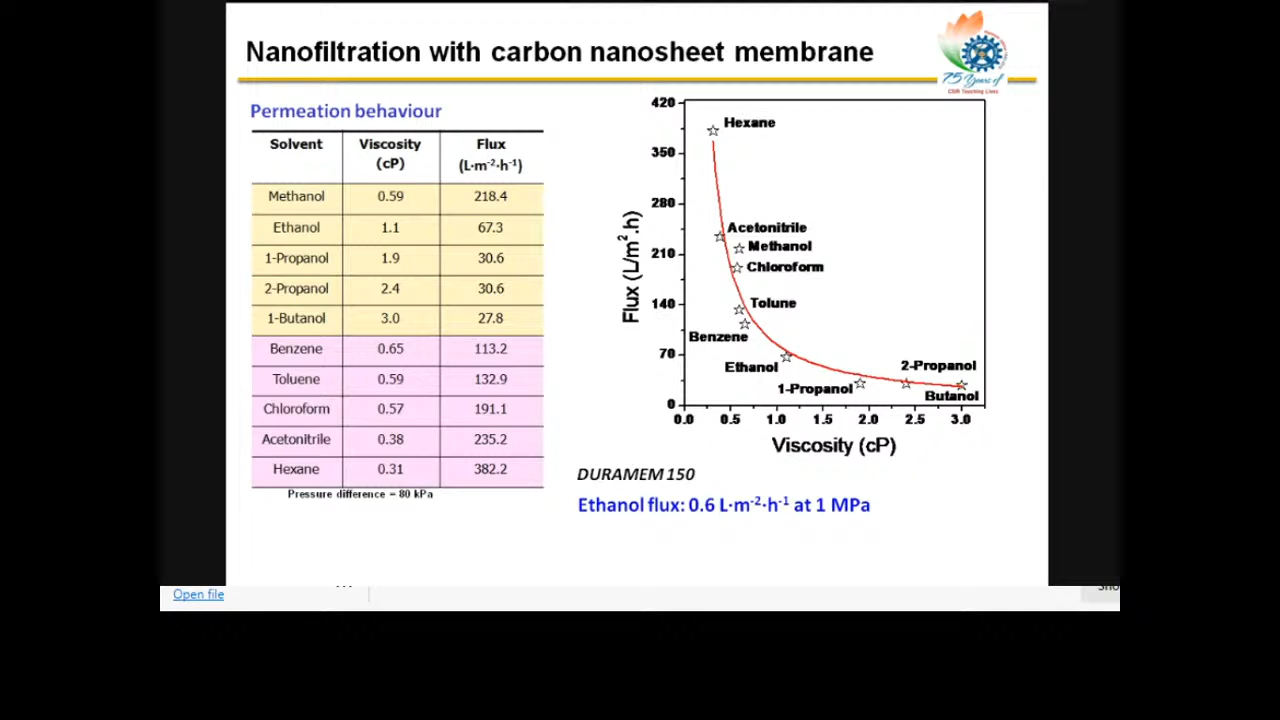 Nanofiltration with carbon nanosheet membrane
75 Years of
CSIR Touching Lives
Permeation behaviour
Solvent Viscosity (cP) Flux (L·m⁻²·h⁻¹)
Methanol 0.59 218.4
Ethanol 1.1 67.3
1-Propanol 1.9 30.6
2-Propanol 2.4 30.6
1-Butanol 3.0 27.8
Benzene 0.65 113.2
Toluene 0.59 132.9
Chloroform 0.57 191.1
Acetonitrile 0.38 235.2
Hexane 0.31 382.2
Pressure difference = 80 kPa
Flux (L/m².h)
420
350
280
210
140
70
0
Hexane
Acetonitrile
Methanol
Chloroform
Tolune
Benzene
Ethanol
2-Propanol
1-Propanol
Butanol
0.0 0.5 1.0 1.5 2.0 2.5 3.0
Viscosity (cP)
DURAMEM 150
Ethanol flux: 0.6 L·m⁻²·h⁻¹ at 1 MPa
Open file